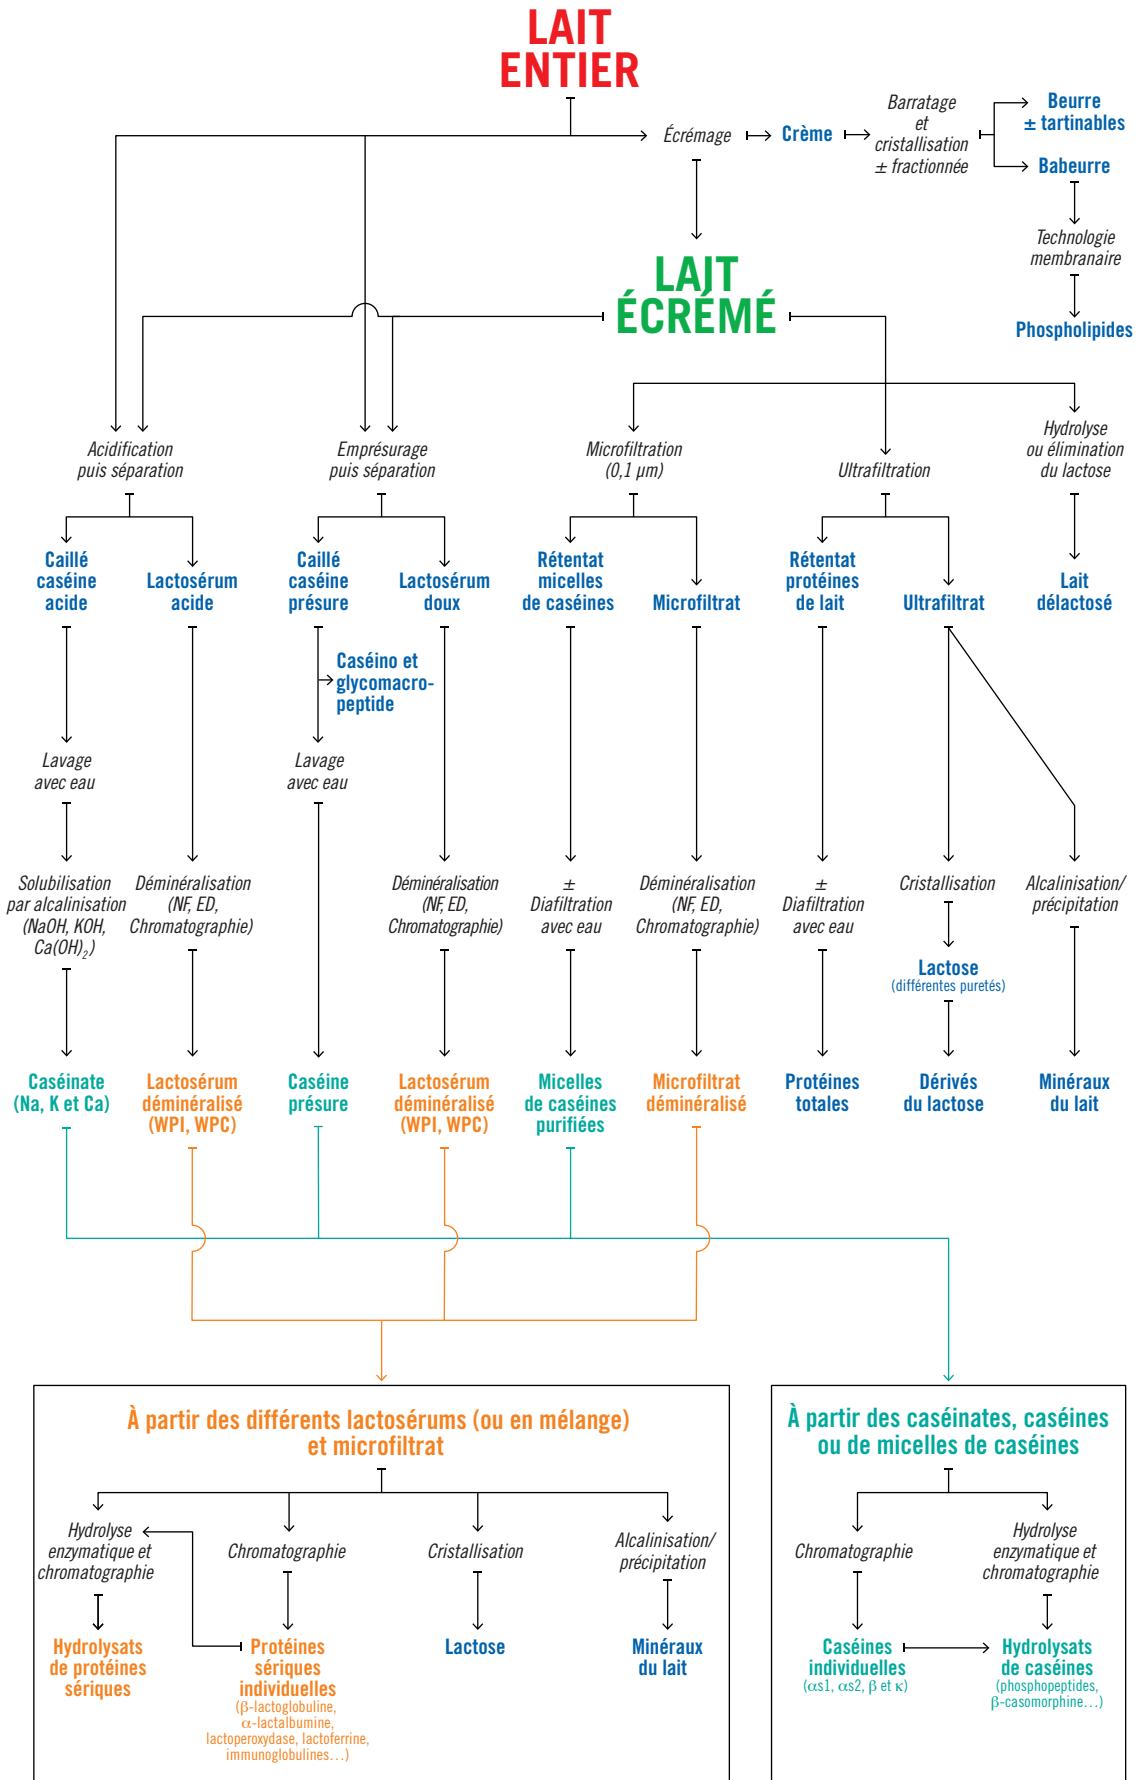 LAIT
ENTIER
Écrémage
Crème
Barratage
et
cristallisation
± fractionnée
Beurre
± tartinables
Babeurre
Technologie
membranaire
Phospholipides
LAIT
ÉCRÉMÉ
Acidification
puis séparation
Emprésurage
puis séparation
Microfiltration
(0,1 µm)
Ultrafiltration
Hydrolyse
ou élimination
du lactose
Caillé
caséine
acide
Lactosérum
acide
Caillé
caséine
présure
Lactosérum
doux
Rétentat
micelles
de caséines
Microfiltrat
Rétentat
protéines
de lait
Ultrafiltrat
Lait
délactosé
Caséino et
glycomacro-
peptide
Lavage
avec eau
Lavage
avec eau
Solubilisation
par alcalinisation
(NaOH, KOH,
Ca(OH)₂)
Déminéralisation
(NF, ED,
Chromatographie)
Déminéralisation
(NF, ED,
Chromatographie)
±
Diafiltration
avec eau
Déminéralisation
(NF, ED,
Chromatographie)
±
Diafiltration
avec eau
Cristallisation
Alcalinisation/
précipitation
Lactose
(différentes puretés)
Caséinate
(Na, K et Ca)
Lactosérum
déminéralisé
(WPI, WPC)
Caséine
présure
Lactosérum
déminéralisé
(WPI, WPC)
Micelles
de caséines
purifiées
Microfiltrat
déminéralisé
Protéines
totales
Dérivés
du lactose
Minéraux
du lait
À partir des différents lactosérums (ou en mélange)
et microfiltrat
Hydrolyse
enzymatique et
chromatographie
Chromatographie
Cristallisation
Alcalinisation/
précipitation
Hydrolysats
de protéines
sériques
Protéines
sériques
individuelles
(β-lactoglobuline,
α-lactalbumine,
lactoperoxydase, lactoferrine,
immunoglobulines…)
Lactose
Minéraux
du lait
À partir des caséinates, caséines
ou de micelles de caséines
Chromatographie
Hydrolyse
enzymatique et
chromatographie
Caséines
individuelles
(αs1, αs2, β et κ)
Hydrolysats
de caséines
(phosphopeptides,
β-casomorphine…)